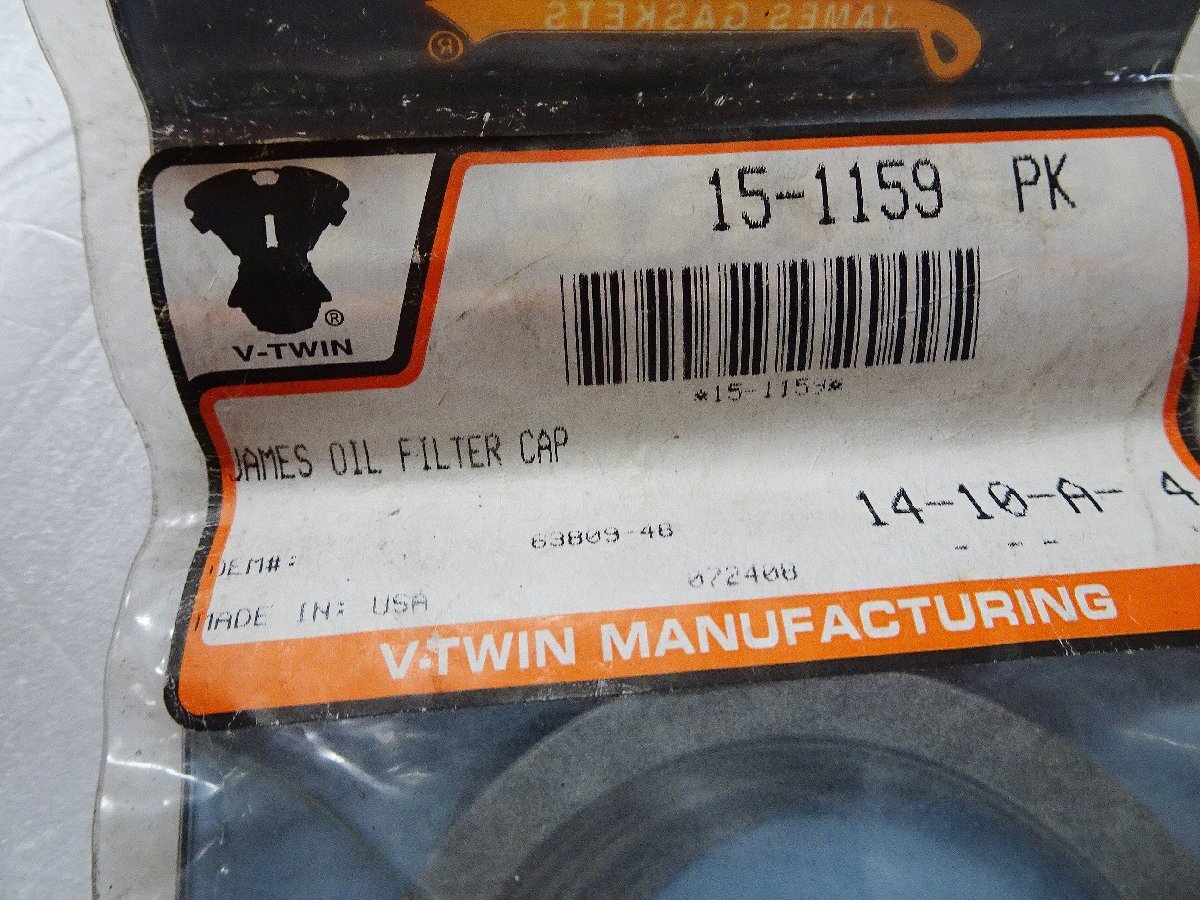 JAMES GASKETS
®
15-1159 PK
®
V-TWIN
*15-1159*
JAMES OIL FILTER CAP
14-10-A- 4
63809-48
OEM#:
- - -
072408
MADE IN: USA
V-TWIN MANUFACTURING